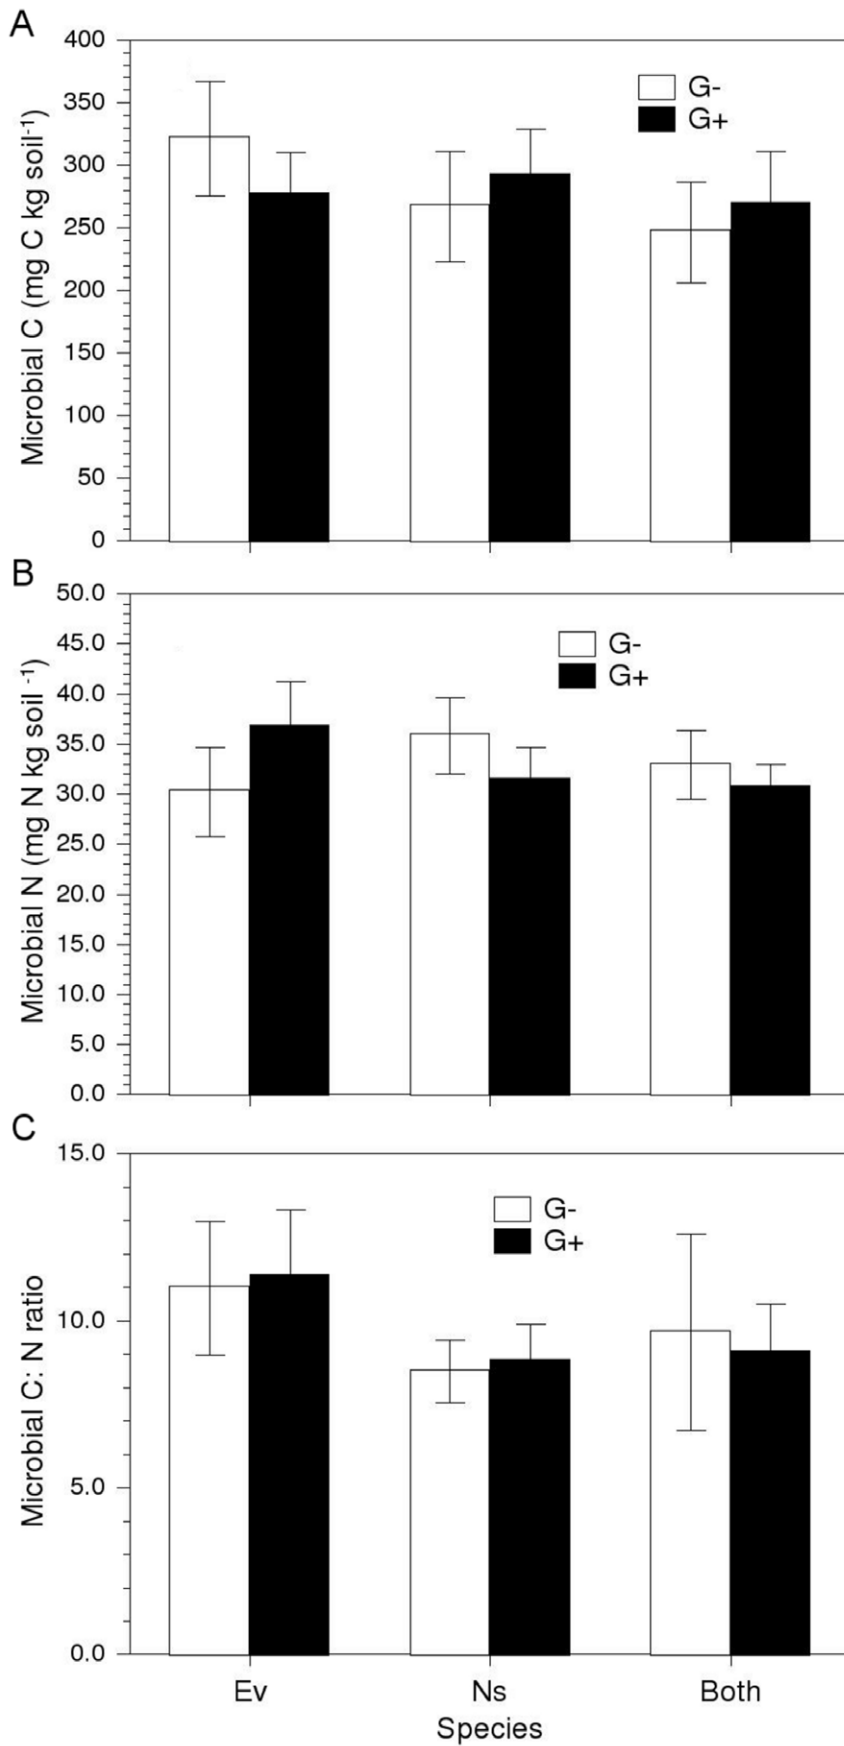 A
400
350
300
250
200
150
100
50
0
Microbial C (mg C kg soil-1)
G-
G+
B
50.0
45.0
40.0
35.0
30.0
25.0
20.0
15.0
10.0
5.0
0.0
Microbial N (mg N kg soil -1)
G-
G+
C
15.0
10.0
5.0
0.0
Microbial C: N ratio
G-
G+
Ev Ns Both
Species